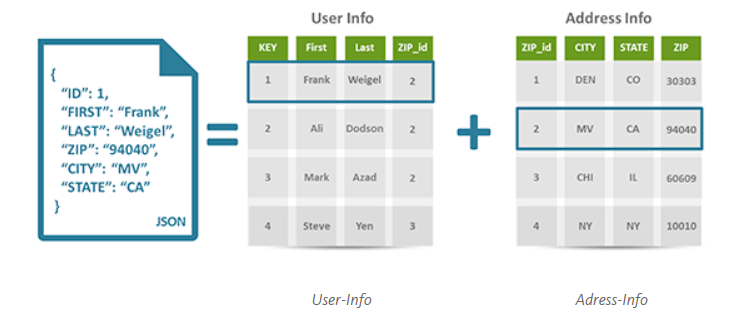 User Info
Address Info
{
"ID": 1,
"FIRST": "Frank",
"LAST": "Weigel",
"ZIP": "94040",
"CITY": "MV",
"STATE": "CA"
}
JSON
=
KEY First Last ZIP_id
1 Frank Weigel 2
2 Ali Dodson 2
3 Mark Azad 2
4 Steve Yen 3
+
ZIP_id CITY STATE ZIP
1 DEN CO 30303
2 MV CA 94040
3 CHI IL 60609
4 NY NY 10010
User-Info
Adress-Info